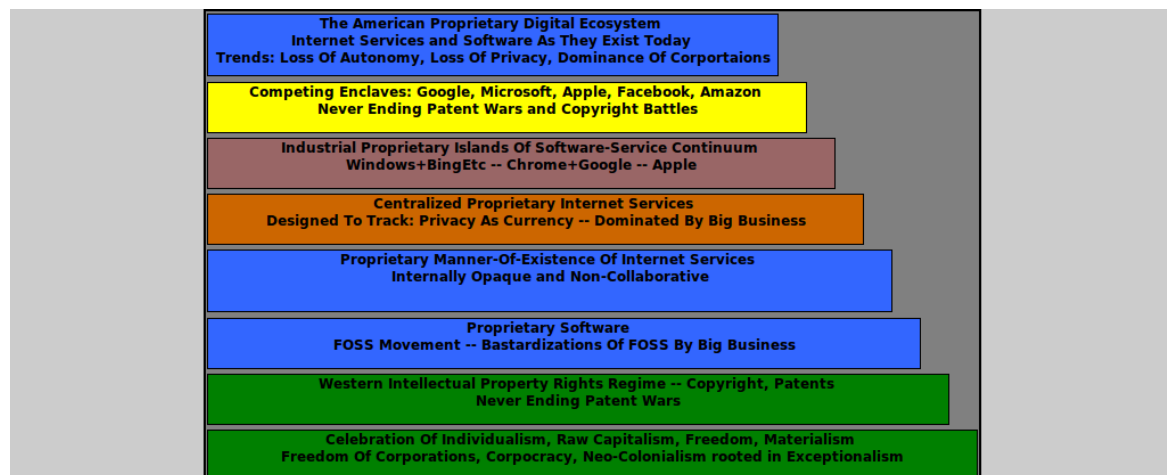 The American Proprietary Digital Ecosystem
Internet Services and Software As They Exist Today
Trends: Loss Of Autonomy, Loss Of Privacy, Dominance Of Corportaions
Competing Enclaves: Google, Microsoft, Apple, Facebook, Amazon
Never Ending Patent Wars and Copyright Battles
Industrial Proprietary Islands Of Software-Service Continuum
Windows+BingEtc -- Chrome+Google -- Apple
Centralized Proprietary Internet Services
Designed To Track: Privacy As Currency -- Dominated By Big Business
Proprietary Manner-Of-Existence Of Internet Services
Internally Opaque and Non-Collaborative
Proprietary Software
FOSS Movement -- Bastardizations Of FOSS By Big Business
Western Intellectual Property Rights Regime -- Copyright, Patents
Never Ending Patent Wars
Celebration Of Individualism, Raw Capitalism, Freedom, Materialism
Freedom Of Corporations, Corpocracy, Neo-Colonialism rooted in Exceptionalism